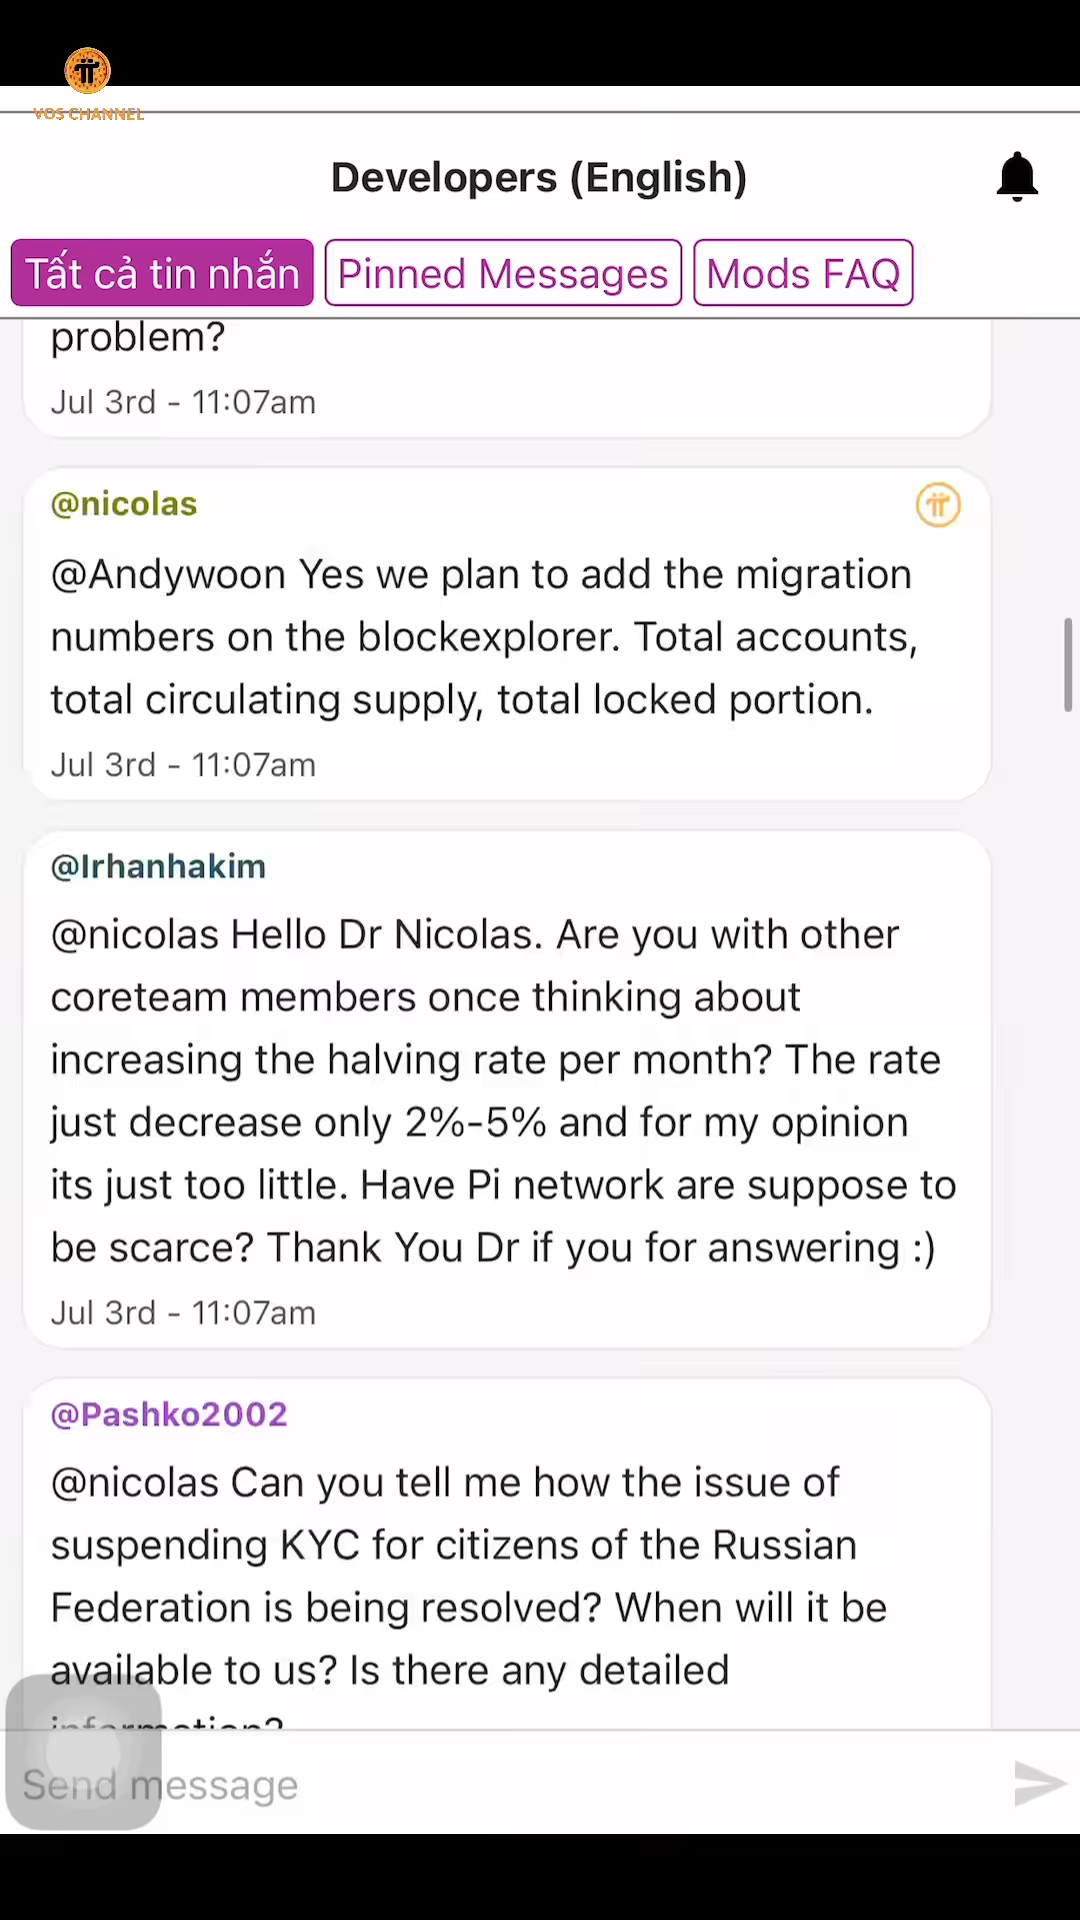 VOS CHANNEL
Developers (English)
Tất cả tin nhắn
Pinned Messages
Mods FAQ
problem?
Jul 3rd - 11:07am
@nicolas
@Andywoon Yes we plan to add the migration
numbers on the blockexplorer. Total accounts,
total circulating supply, total locked portion.
Jul 3rd - 11:07am
@Irhanhakim
@nicolas Hello Dr Nicolas. Are you with other
coreteam members once thinking about
increasing the halving rate per month? The rate
just decrease only 2%-5% and for my opinion
its just too little. Have Pi network are suppose to
be scarce? Thank You Dr if you for answering :)
Jul 3rd - 11:07am
@Pashko2002
@nicolas Can you tell me how the issue of
suspending KYC for citizens of the Russian
Federation is being resolved? When will it be
available to us? Is there any detailed
information?
Send message